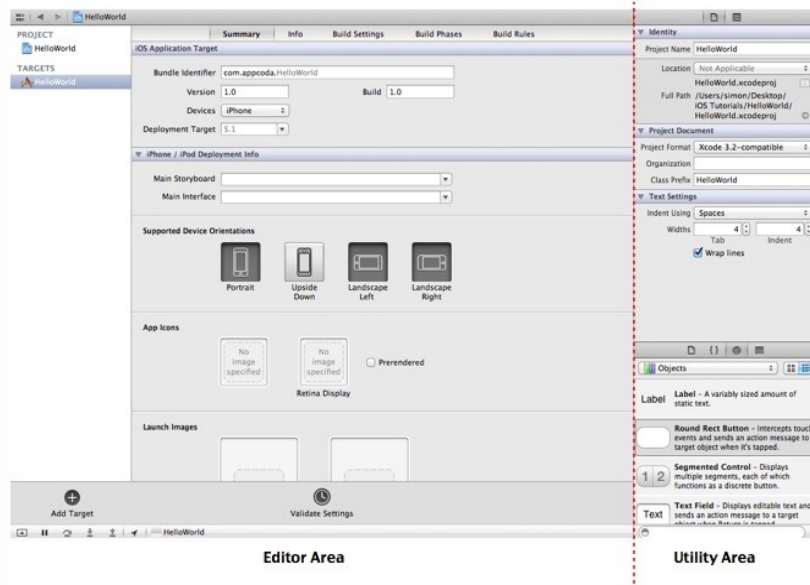 HelloWorld
PROJECT
HelloWorld
TARGETS
HelloWorld
Summary Info Build Settings Build Phases Build Rules
iOS Application Target
Bundle Identifier com.appcoda.HelloWorld
Version 1.0 Build 1.0
Devices iPhone
Deployment Target 5.1
iPhone / iPod Deployment Info
Main Storyboard
Main Interface
Supported Device Orientations
Portrait
Upside
Down
Landscape
Left
Landscape
Right
App Icons
No
image
specified
No
image
specified
Prerendered
Retina Display
Launch Images
Add Target
Validate Settings
HelloWorld
Editor Area
Identity
Project Name HelloWorld
Location Not Applicable
HelloWorld.xcodeproj
Full Path /Users/simon/Desktop/
iOS Tutorials/HelloWorld/
HelloWorld.xcodeproj
Project Document
Project Format Xcode 3.2-compatible
Organization
Class Prefix HelloWorld
Text Settings
Indent Using Spaces
Widths 4 4
Tab Indent
Wrap lines
{}
Objects
Label
Label - A variably sized amount of
static text.
Round Rect Button - Intercepts touch
events and sends an action message to
target object when it's tapped.
1 2
Segmented Control - Displays
multiple segments, each of which
functions as a discrete button.
Text
Text Field - Displays editable text and
sends an action message to a target
object when Return is tapped
Utility Area